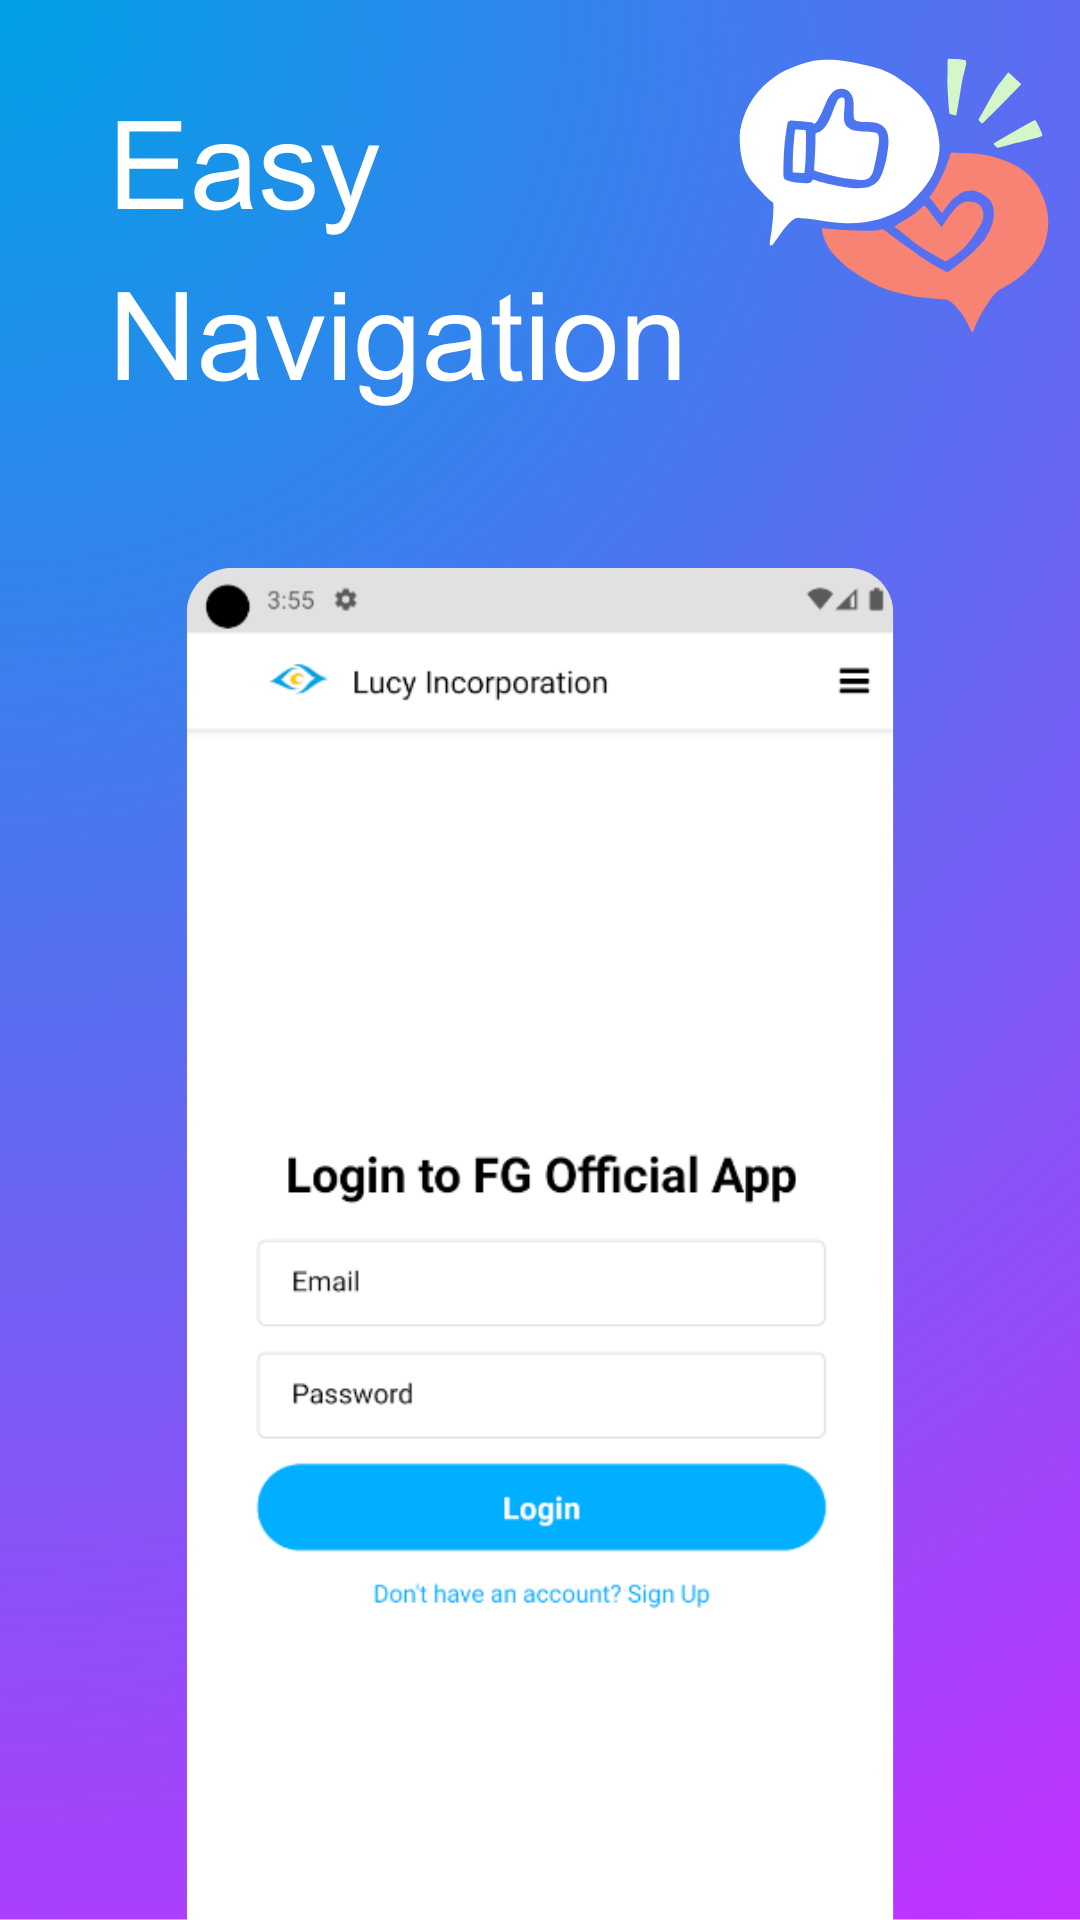 Easy
Navigation
3:55
Lucy Incorporation
Login to FG Official App
Email
Password
Login
Don't have an account? Sign Up